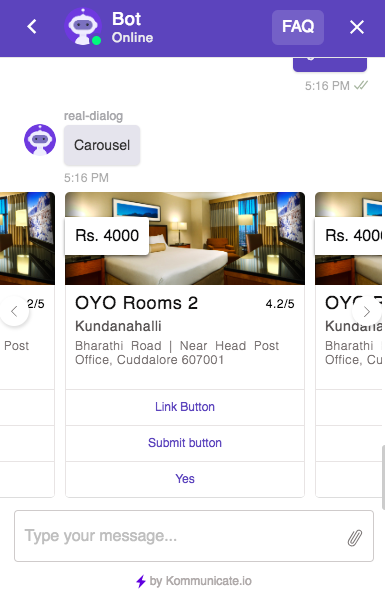 Bot
Online
FAQ
5:16 PM
real-dialog
Carousel
5:16 PM
Rs. 4000
Rs. 400
2/5
OYO Rooms 2
4.2/5
OYO
Kundanahalli
Kundana
Post
Bharathi Road | Near Head Post
Office, Cuddalore 607001
Bharathi
Office, Cu
Link Button
Submit button
Yes
Type your message...
by Kommunicate.io